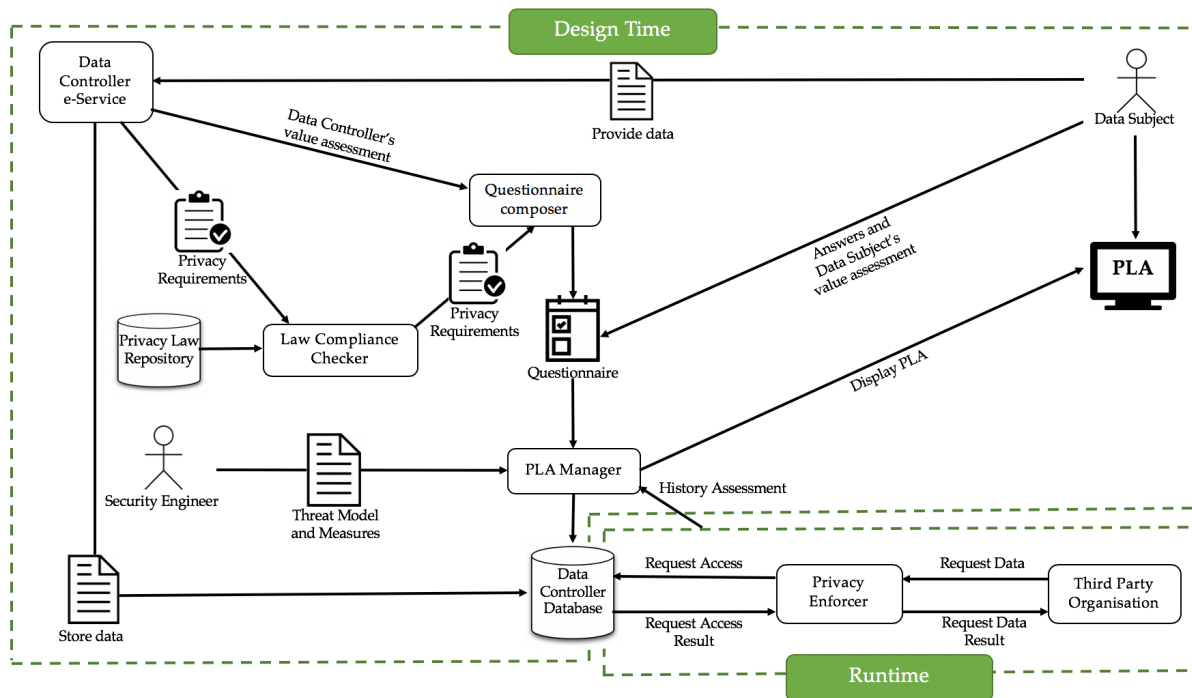 Design Time
Data
Controller
e-Service
Provide data
Data Subject
Data Controller's
value assessment
Questionnaire
composer
Privacy
Requirements
Privacy
Requirements
Answers and
Data Subject's
value assessment
PLA
Privacy Law
Repository
Law Compliance
Checker
Questionnaire
Display PLA
Security Engineer
Threat Model
and Measures
PLA Manager
History Assessment
Store data
Data
Controller
Database
Request Access
Request Access
Result
Privacy
Enforcer
Request Data
Request Data
Result
Third Party
Organisation
Runtime